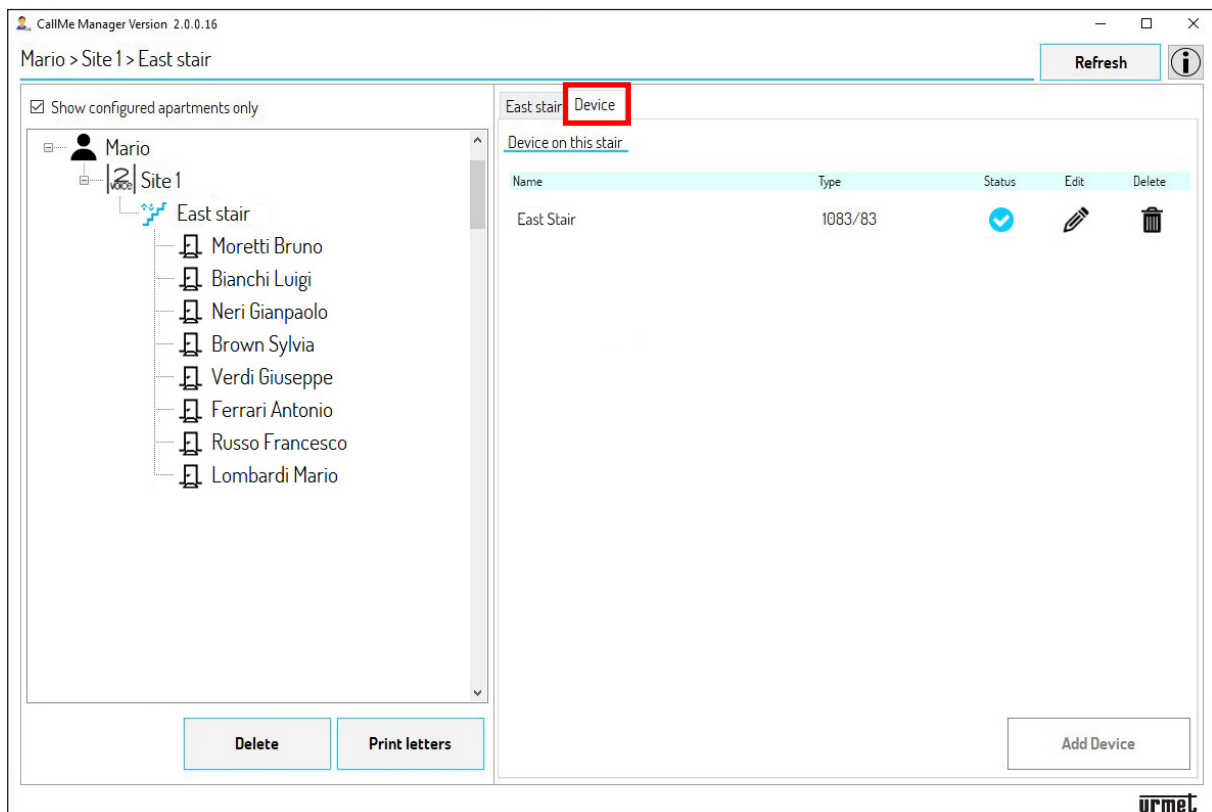 CallMe Manager Version 2.0.0.16
Mario > Site 1 > East stair
Refresh
Show configured apartments only
Mario
2 VOICE Site 1
East stair
Moretti Bruno
Bianchi Luigi
Neri Gianpaolo
Brown Sylvia
Verdi Giuseppe
Ferrari Antonio
Russo Francesco
Lombardi Mario
Delete Print letters
East stair Device
Device on this stair
Name Type Status Edit Delete
East Stair 1083/83
Add Device
urmet